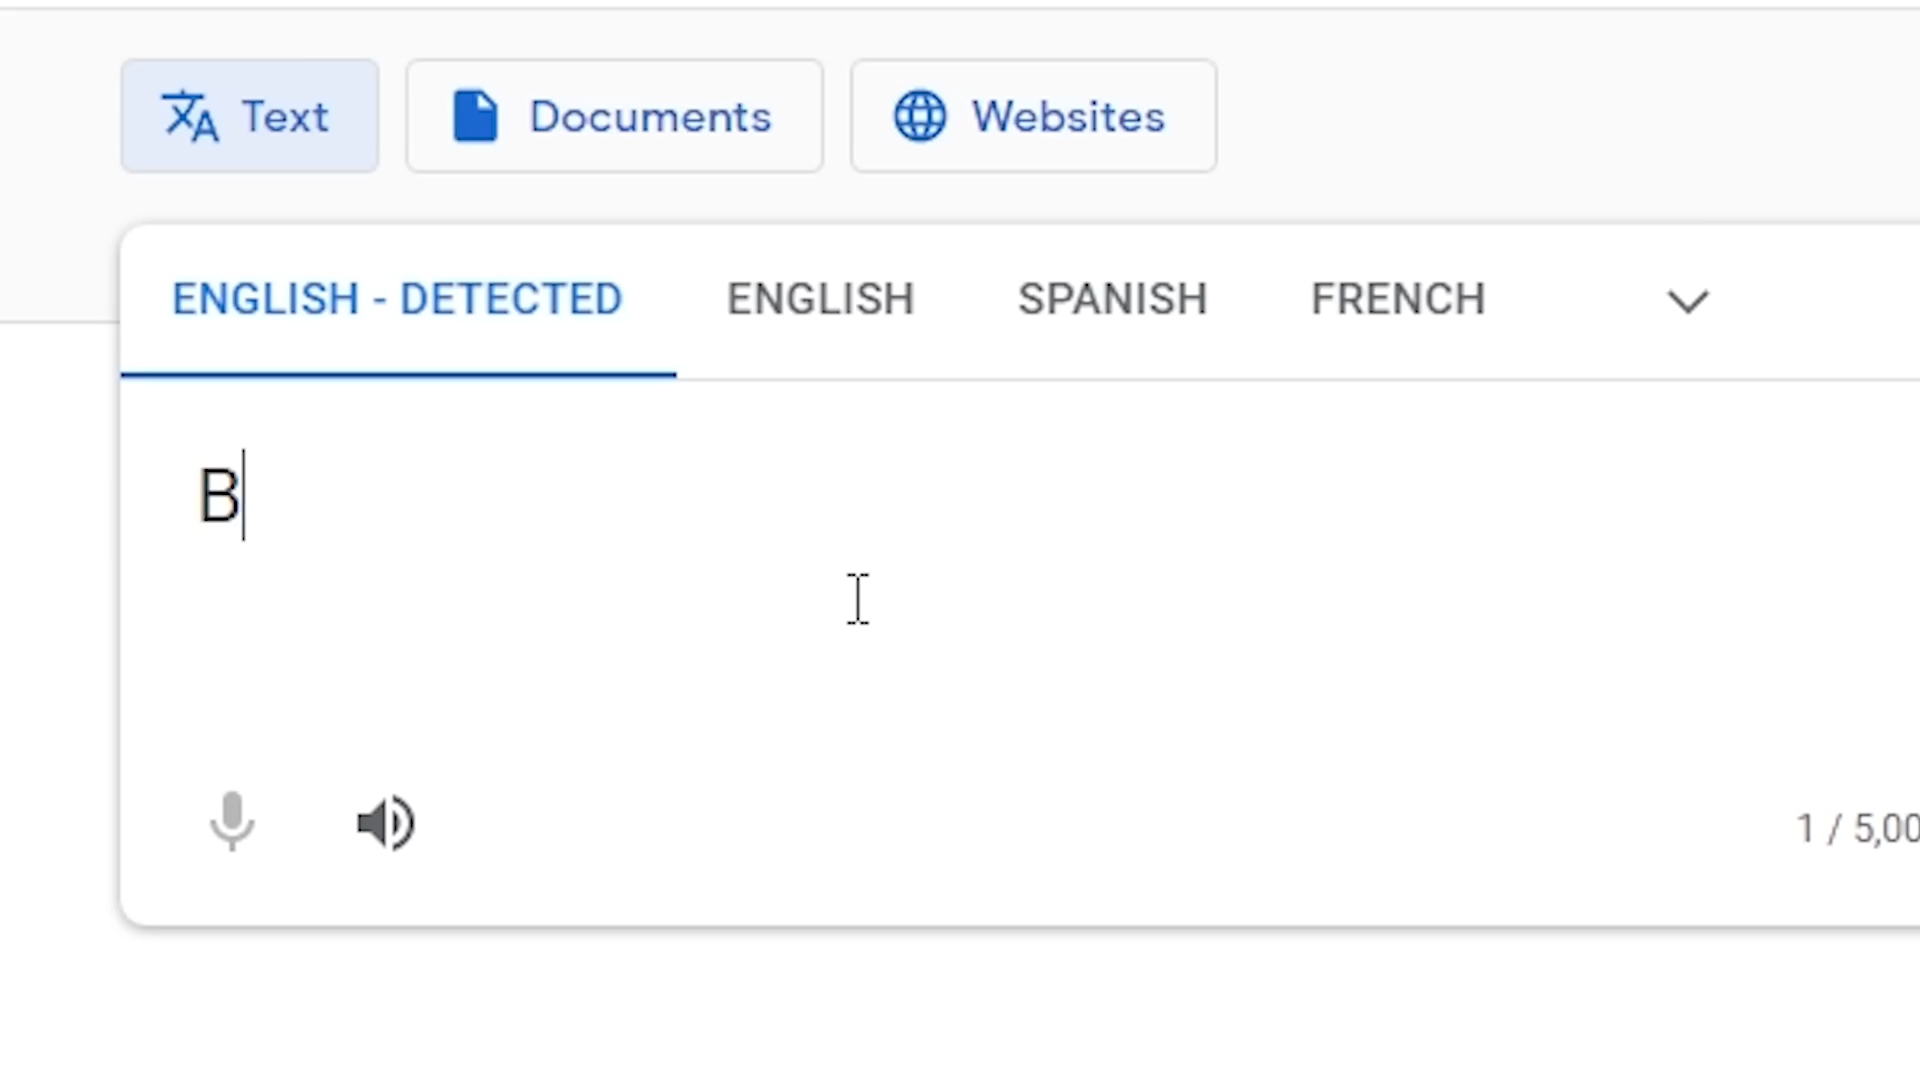 Text Documents Websites
ENGLISH - DETECTED ENGLISH SPANISH FRENCH
B
1 / 5,00